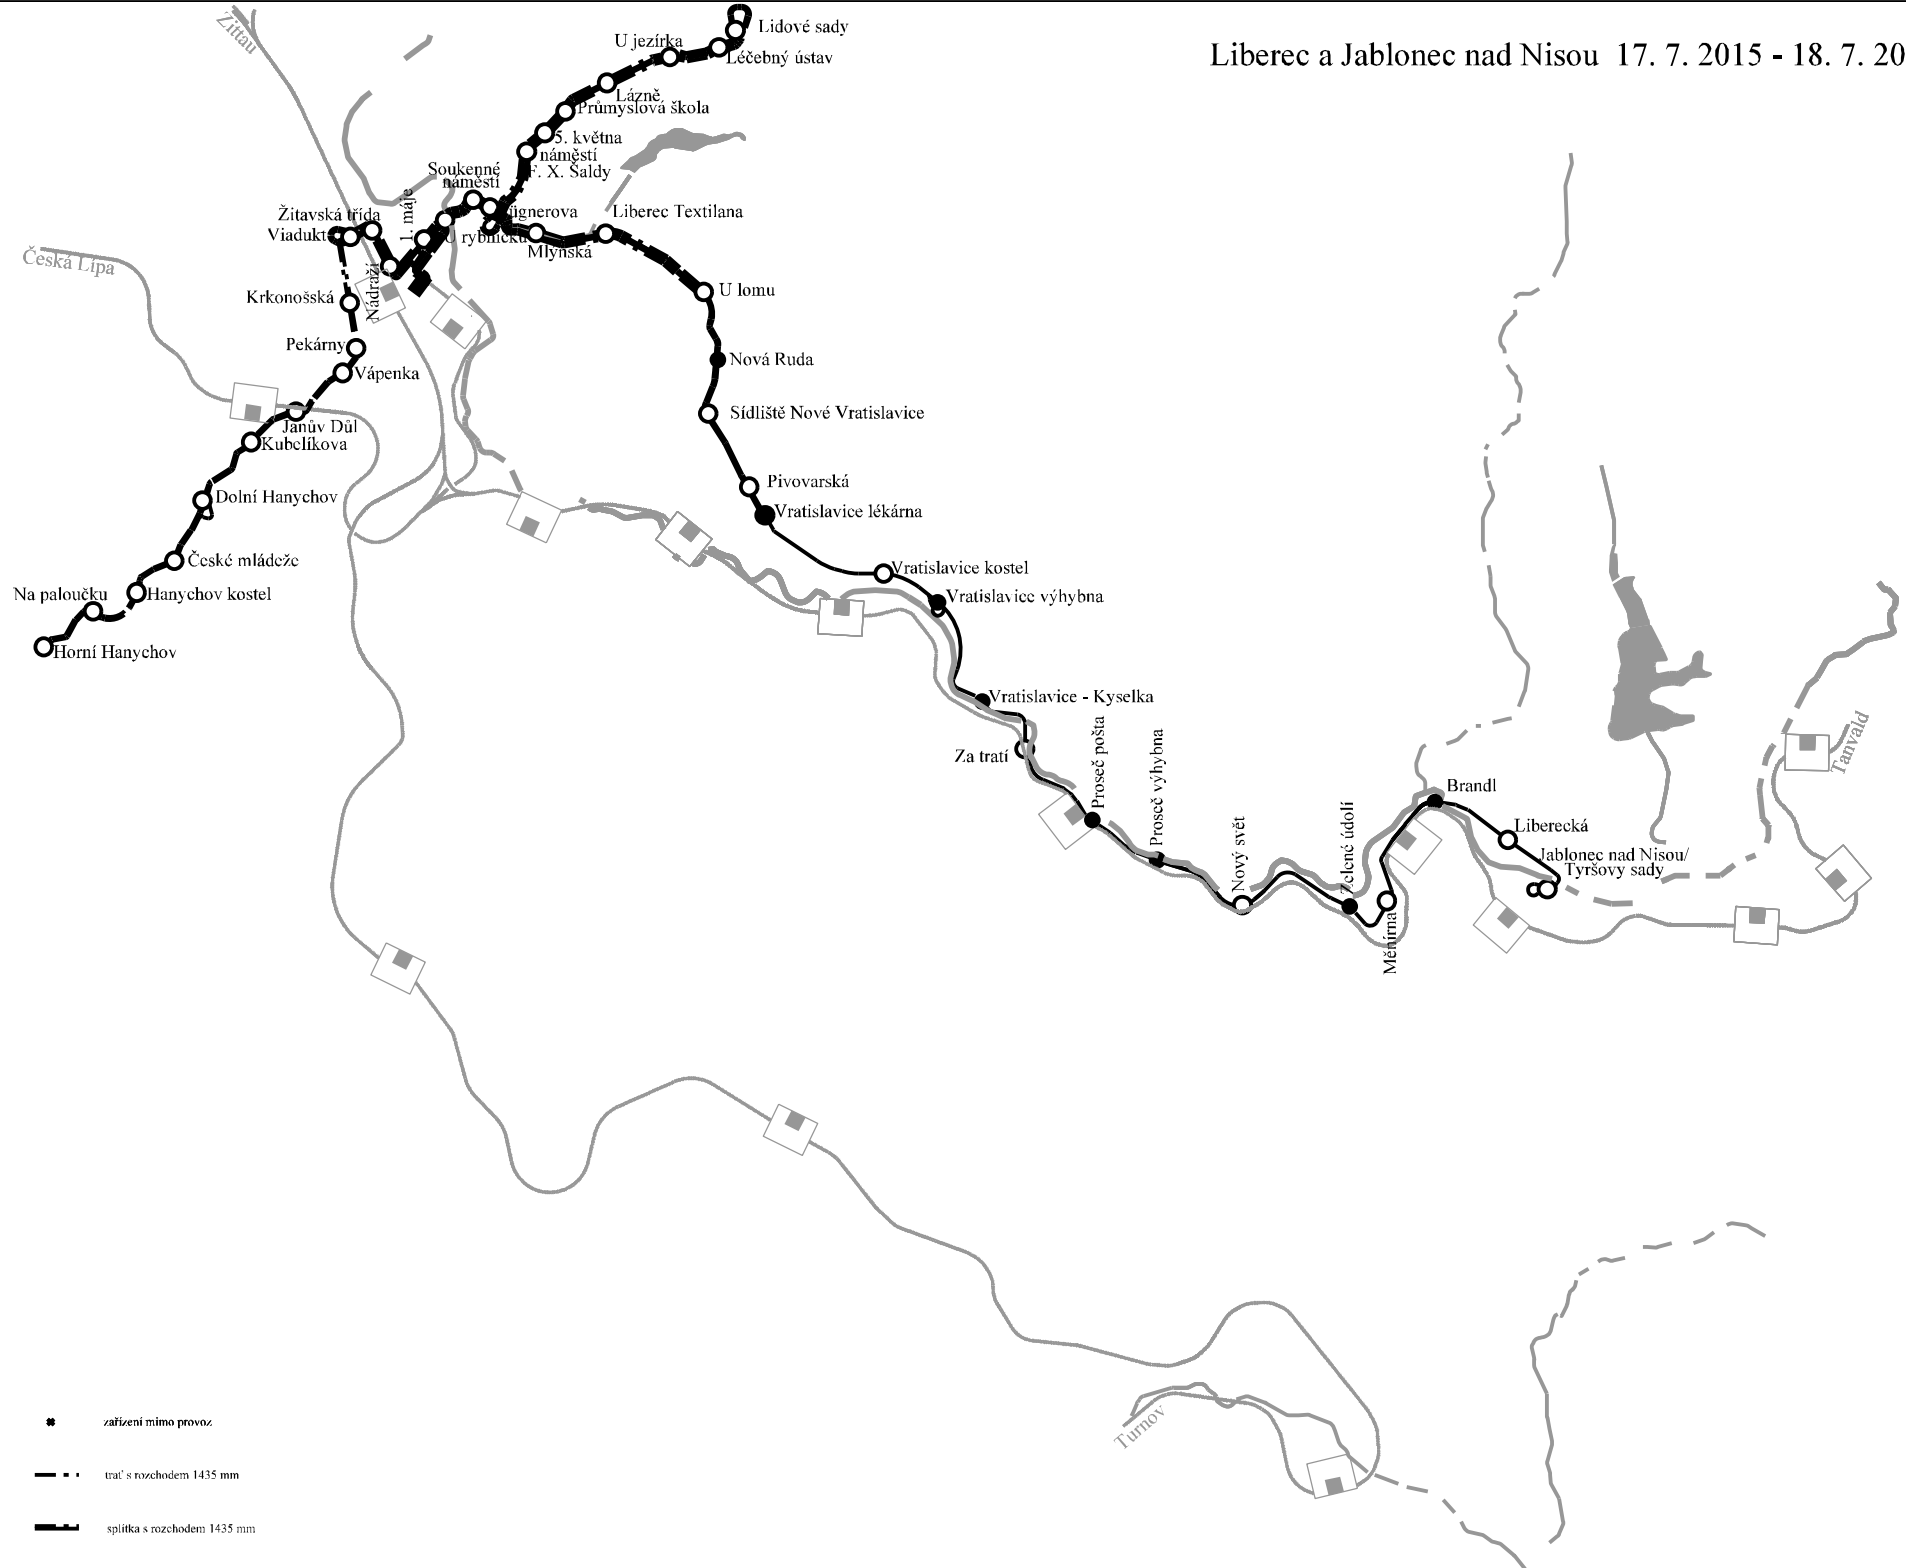 Zittau
Lidové sady
U jezírka
Léčebný ústav
Liberec a Jablonec nad Nisou 17. 7. 2015 - 18. 7. 20
Lázně
Průmyslová škola
5. května
náměstí
F. X. Šaldy
Soukenné
náměstí
1. máje
Žitavská třída
Viadukt
U rybníčku
Mlýnská
Liberec Textilana
Česká Lípa
Nádraží
Krkonošská
U lomu
Pekárny
Vápenka
Nová Ruda
Janův Důl
Kubelíkova
Sídliště Nové Vratislavice
Dolní Hanychov
Pivovarská
Vratislavice lékárna
České mládeže
Vratislavice kostel
Na paloučku
Hanychov kostel
Vratislavice výhybna
Horní Hanychov
Vratislavice - Kyselka
Za tratí
Proseč pošta
Proseč výhybna
Nový svět
Zelené údolí
Měnírna
Brandl
Liberecká
Jablonec nad Nisou/
Tyršovy sady
Tanvald
Turnov
zařízení mimo provoz
trať s rozchodem 1435 mm
splítka s rozchodem 1435 mm